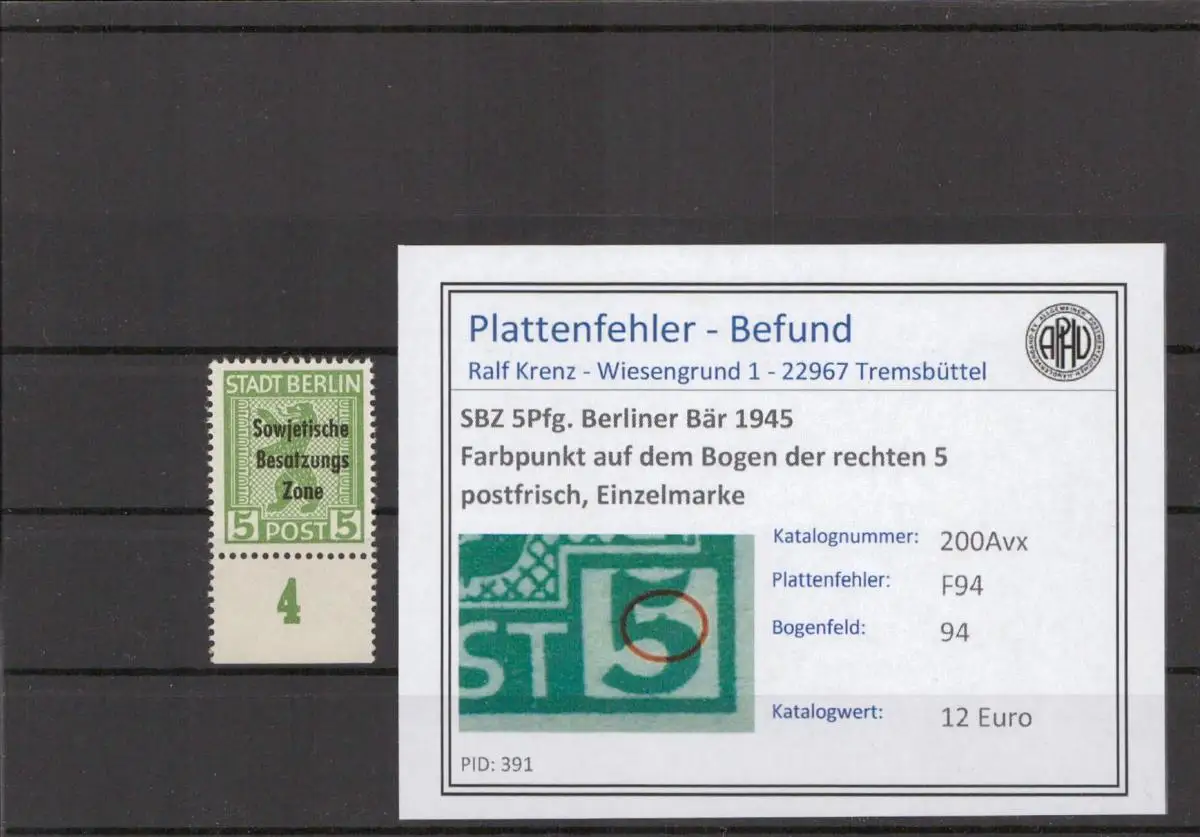 STADT BERLIN
Sowjetische
Besatzungs
Zone
5 POST 5
4
Plattenfehler - Befund
Ralf Krenz - Wiesengrund 1 - 22967 Tremsbüttel
APHV
SBZ 5Pfg. Berliner Bär 1945
Farbpunkt auf dem Bogen der rechten 5
postfrisch, Einzelmarke
ST 5
Katalognummer: 200Avx
Plattenfehler: F94
Bogenfeld: 94
Katalogwert: 12 Euro
PID: 391